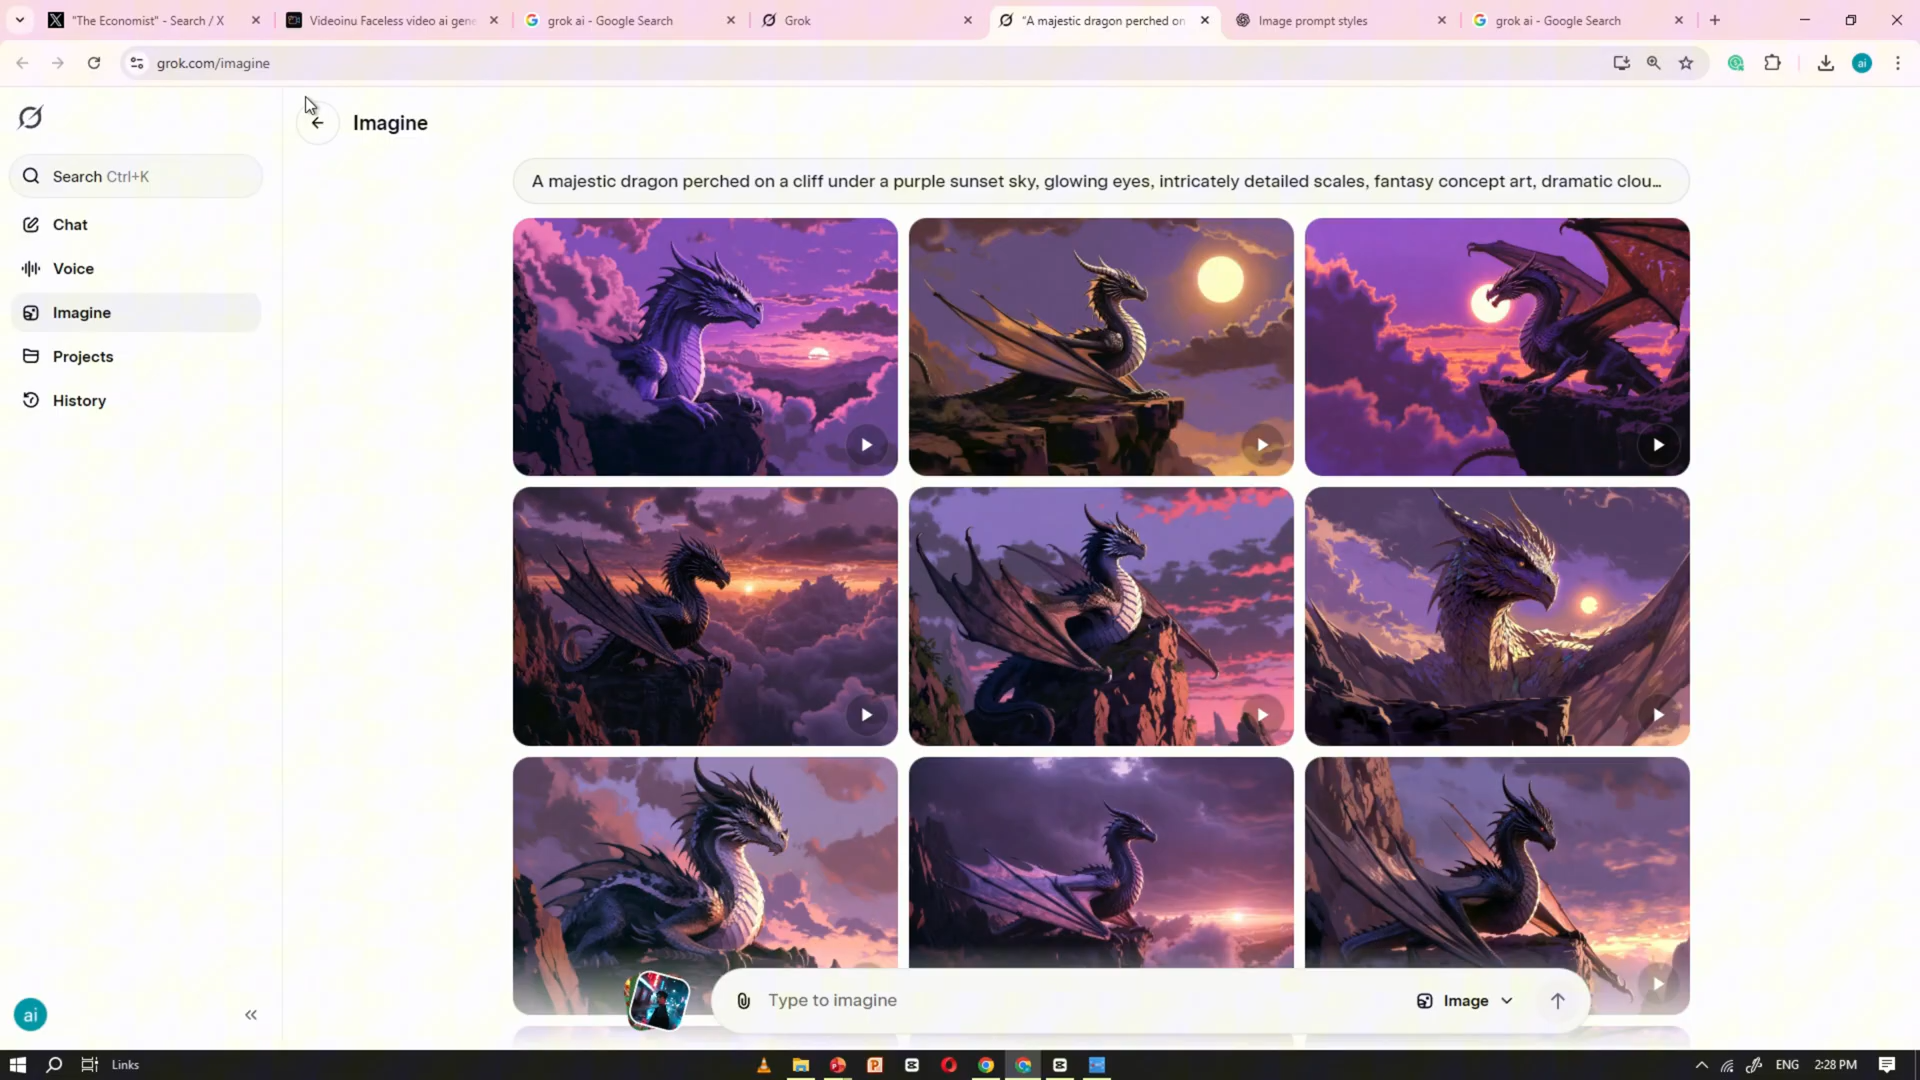 "The Economist" - Search / X
Videoinu Faceless video ai gene
grok ai - Google Search
Grok
"A majestic dragon perched on
Image prompt styles
grok ai - Google Search
grok.com/imagine
ai
Imagine
Search Ctrl+K
A majestic dragon perched on a cliff under a purple sunset sky, glowing eyes, intricately detailed scales, fantasy concept art, dramatic clou...
Chat
Voice
Imagine
Projects
History
Type to imagine
Image
ai
Links
ENG
2:28 PM